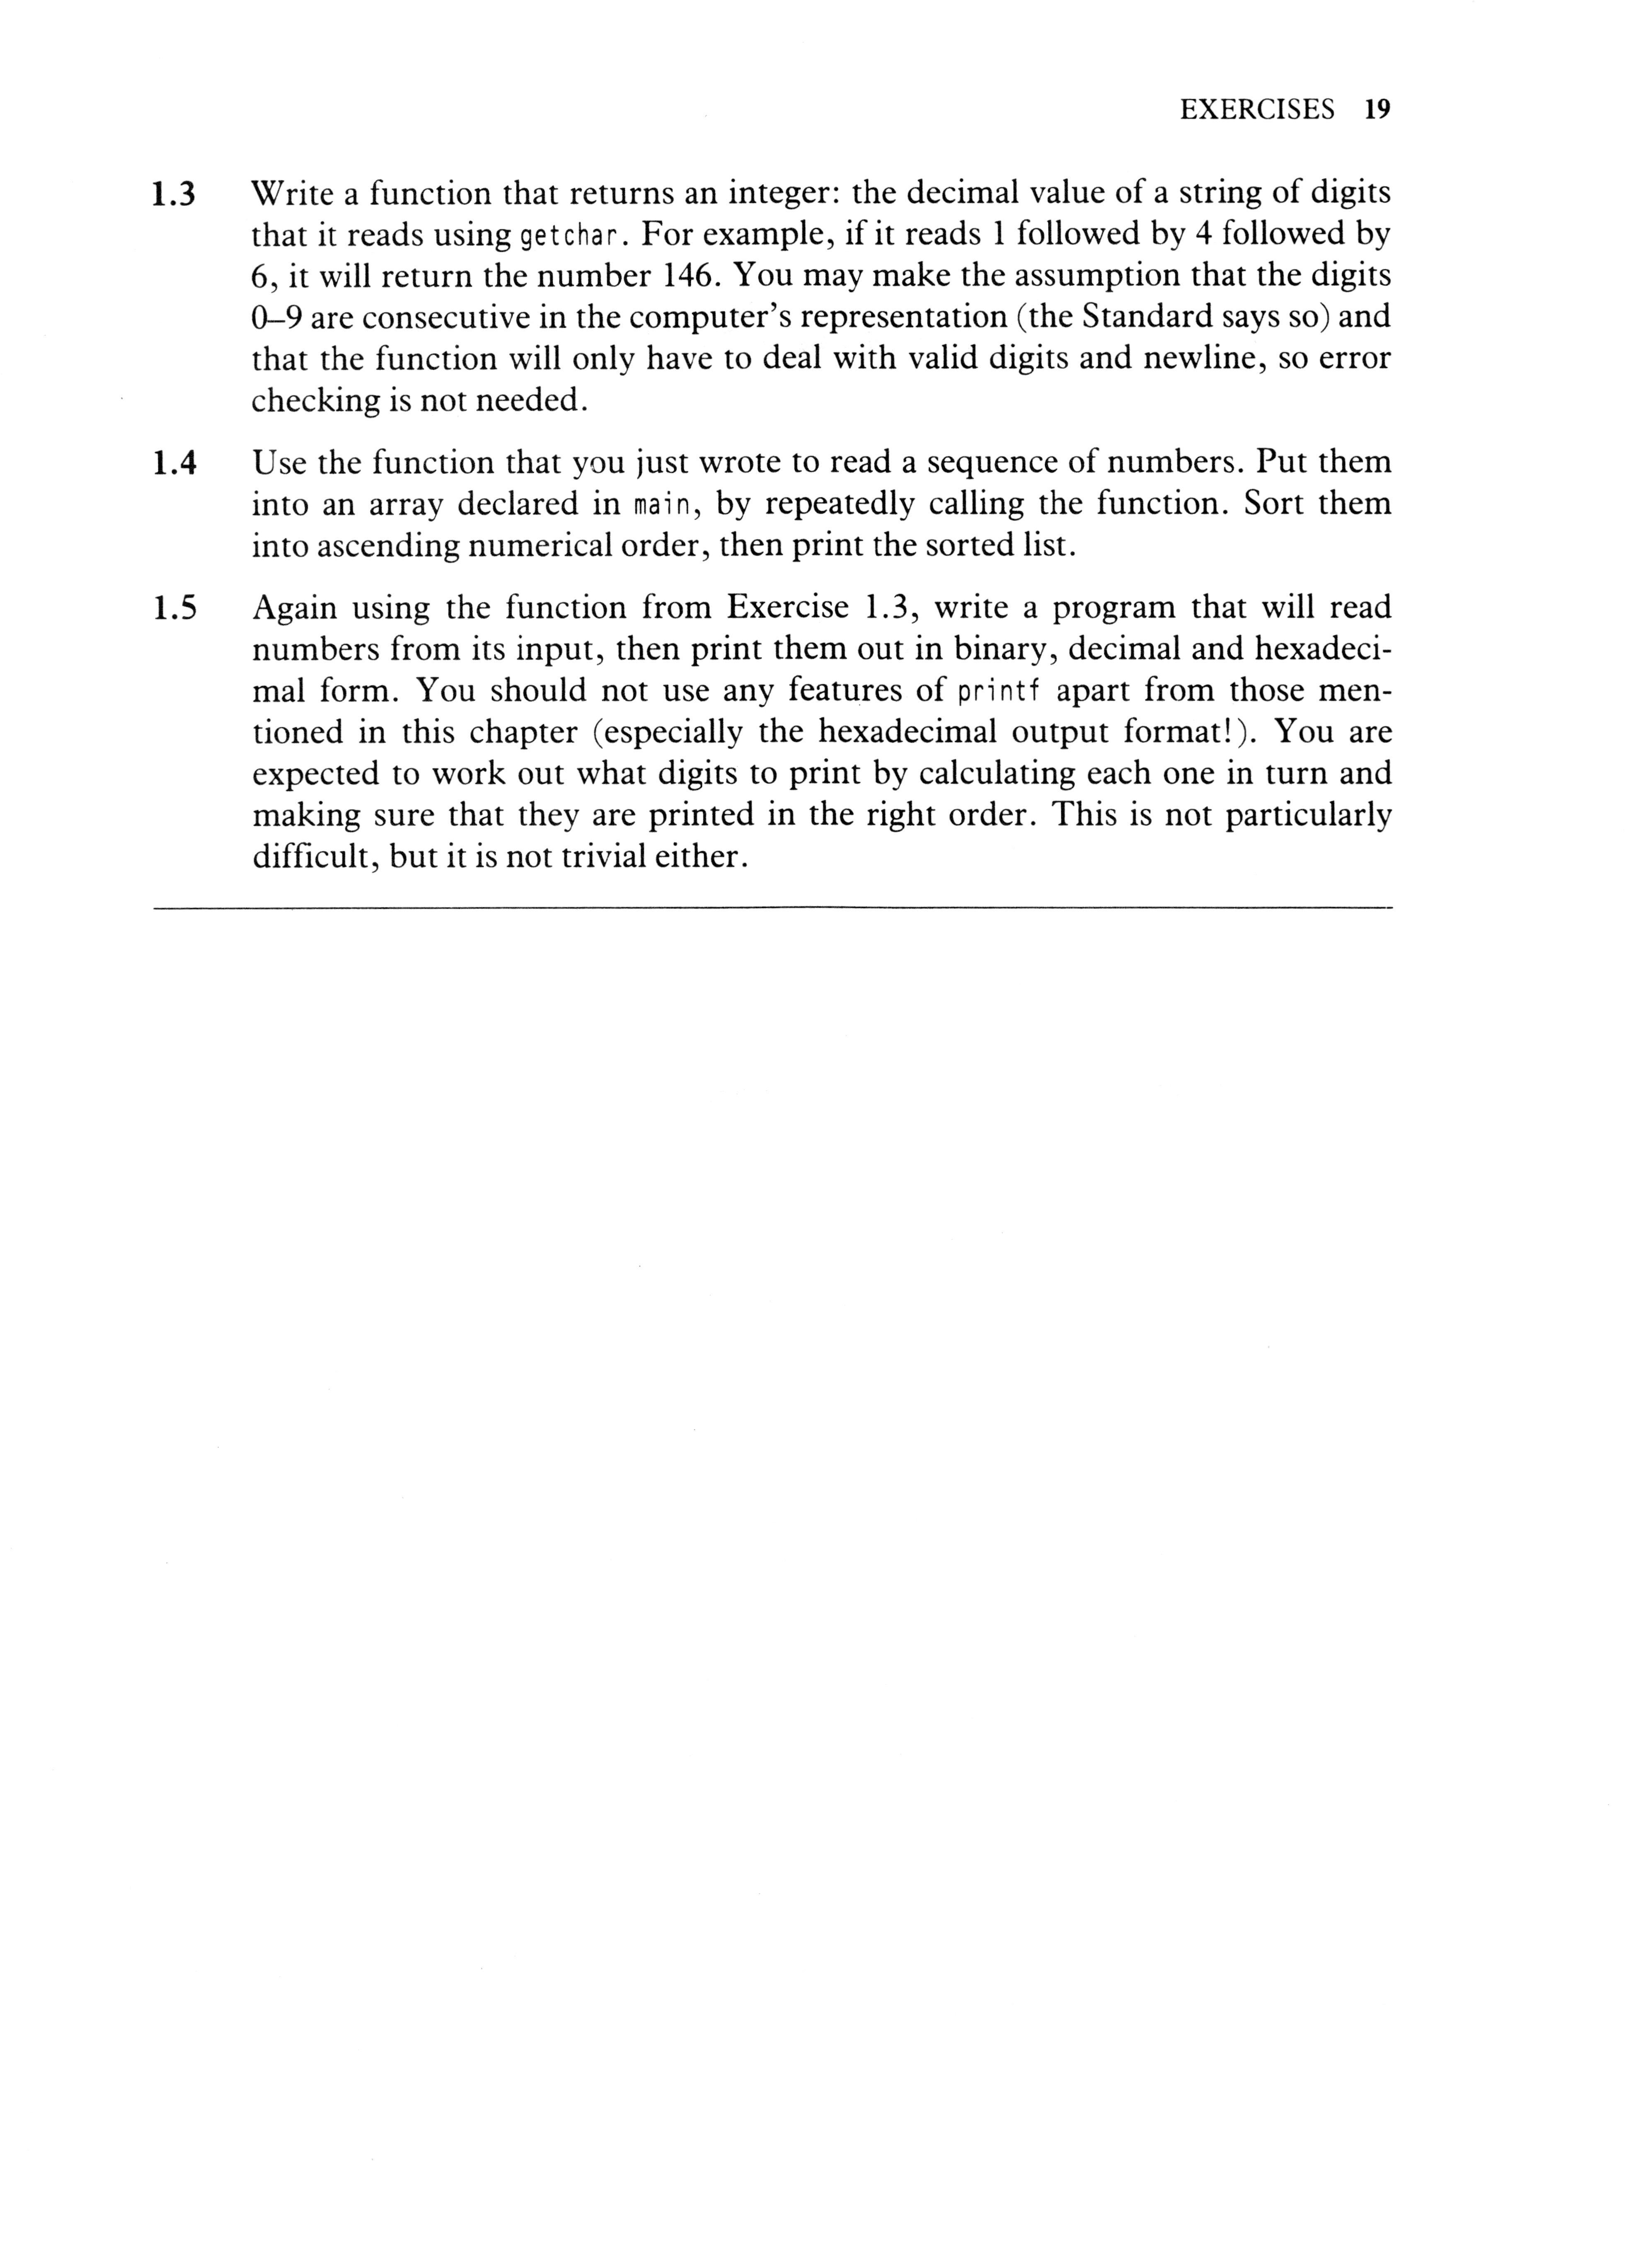 EXERCISES 19
1.3 Write a function that returns an integer: the decimal value of a string of digits
that it reads using getchar. For example, if it reads 1 followed by 4 followed by
6, it will return the number 146. You may make the assumption that the digits
0–9 are consecutive in the computer's representation (the Standard says so) and
that the function will only have to deal with valid digits and newline, so error
checking is not needed.
1.4 Use the function that you just wrote to read a sequence of numbers. Put them
into an array declared in main, by repeatedly calling the function. Sort them
into ascending numerical order, then print the sorted list.
1.5 Again using the function from Exercise 1.3, write a program that will read
numbers from its input, then print them out in binary, decimal and hexadeci-
mal form. You should not use any features of printf apart from those men-
tioned in this chapter (especially the hexadecimal output format!). You are
expected to work out what digits to print by calculating each one in turn and
making sure that they are printed in the right order. This is not particularly
difficult, but it is not trivial either.